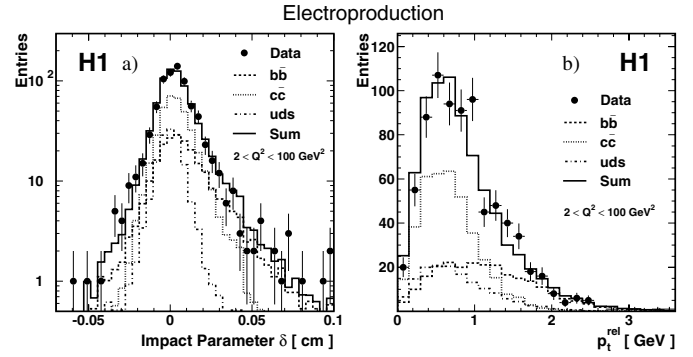 Electroproduction
Entries
H1 a)
Data
bb̄
cc̄
uds
Sum
2 < Q² < 100 GeV²
10²
10
1
-0.05 0 0.05 0.1
Impact Parameter δ [ cm ]
Entries
b) H1
Data
bb̄
cc̄
uds
Sum
2 < Q² < 100 GeV²
120
100
80
60
40
20
0
0 1 2 3
p_t^rel [ GeV ]